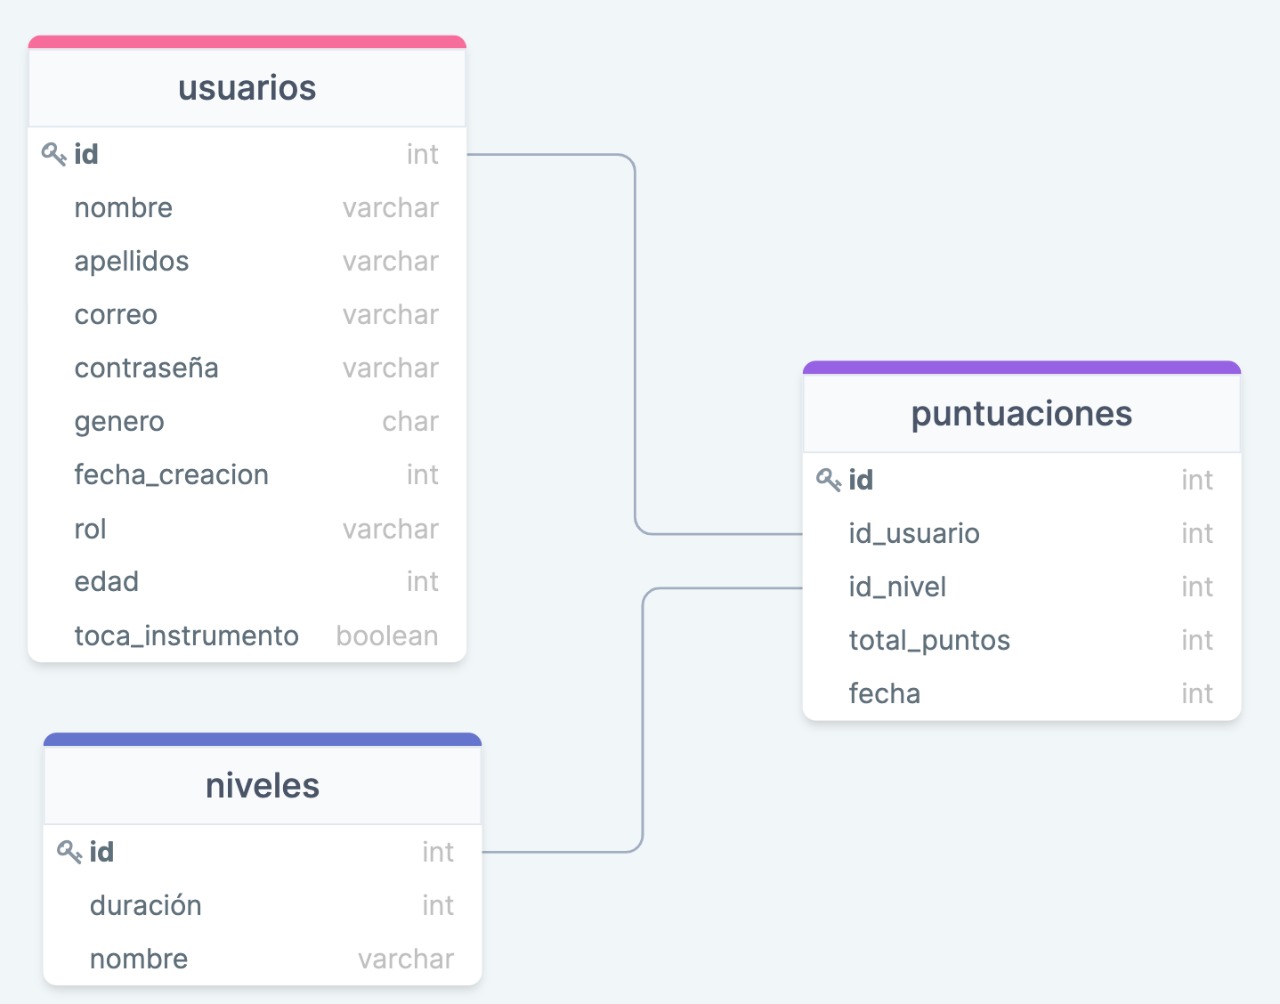 usuarios
id int
nombre varchar
apellidos varchar
correo varchar
contraseña varchar
genero char
fecha_creacion int
rol varchar
edad int
toca_instrumento boolean
puntuaciones
id int
id_usuario int
id_nivel int
total_puntos int
fecha int
niveles
id int
duración int
nombre varchar